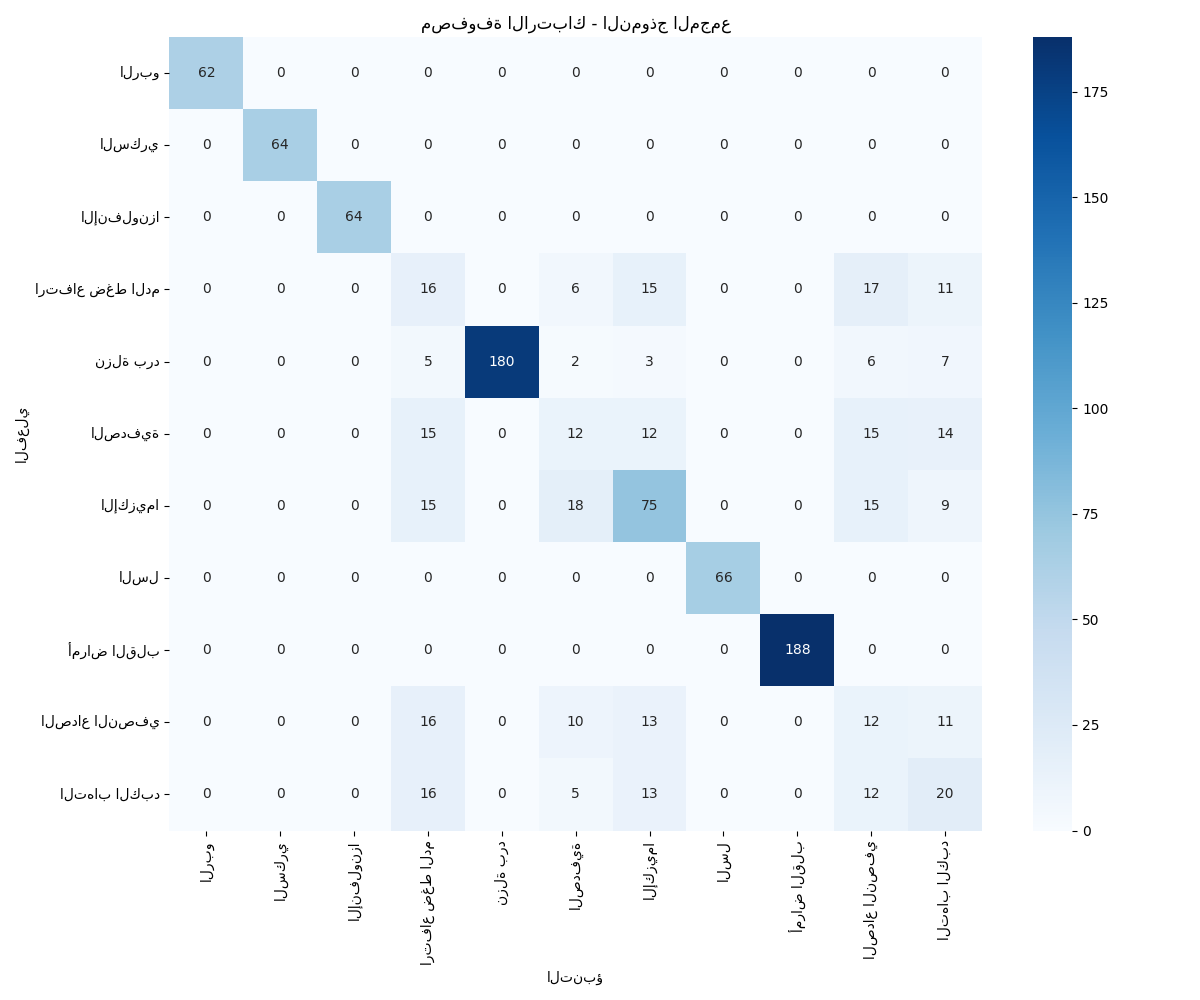 مصفوفة الارتباك - النموذج المجمع
الربو 62 0 0 0 0 0 0 0 0 0 0
السكري 0 64 0 0 0 0 0 0 0 0 0
الإنفلونزا 0 0 64 0 0 0 0 0 0 0 0
ارتفاع ضغط الدم 0 0 0 16 0 6 15 0 0 17 11
نزلة برد 0 0 0 5 180 2 3 0 0 6 7
الصدفية 0 0 0 15 0 12 12 0 0 15 14
الإكزيما 0 0 0 15 0 18 75 0 0 15 9
السل 0 0 0 0 0 0 0 66 0 0 0
أمراض القلب 0 0 0 0 0 0 0 0 188 0 0
الصداع النصفي 0 0 0 16 0 10 13 0 0 12 11
التهاب الكبد 0 0 0 16 0 5 13 0 0 12 20
الفعلي
الربو
السكري
الإنفلونزا
ارتفاع ضغط الدم
نزلة برد
الصدفية
الإكزيما
السل
أمراض القلب
الصداع النصفي
التهاب الكبد
التنبؤ
175
150
125
100
75
50
25
0